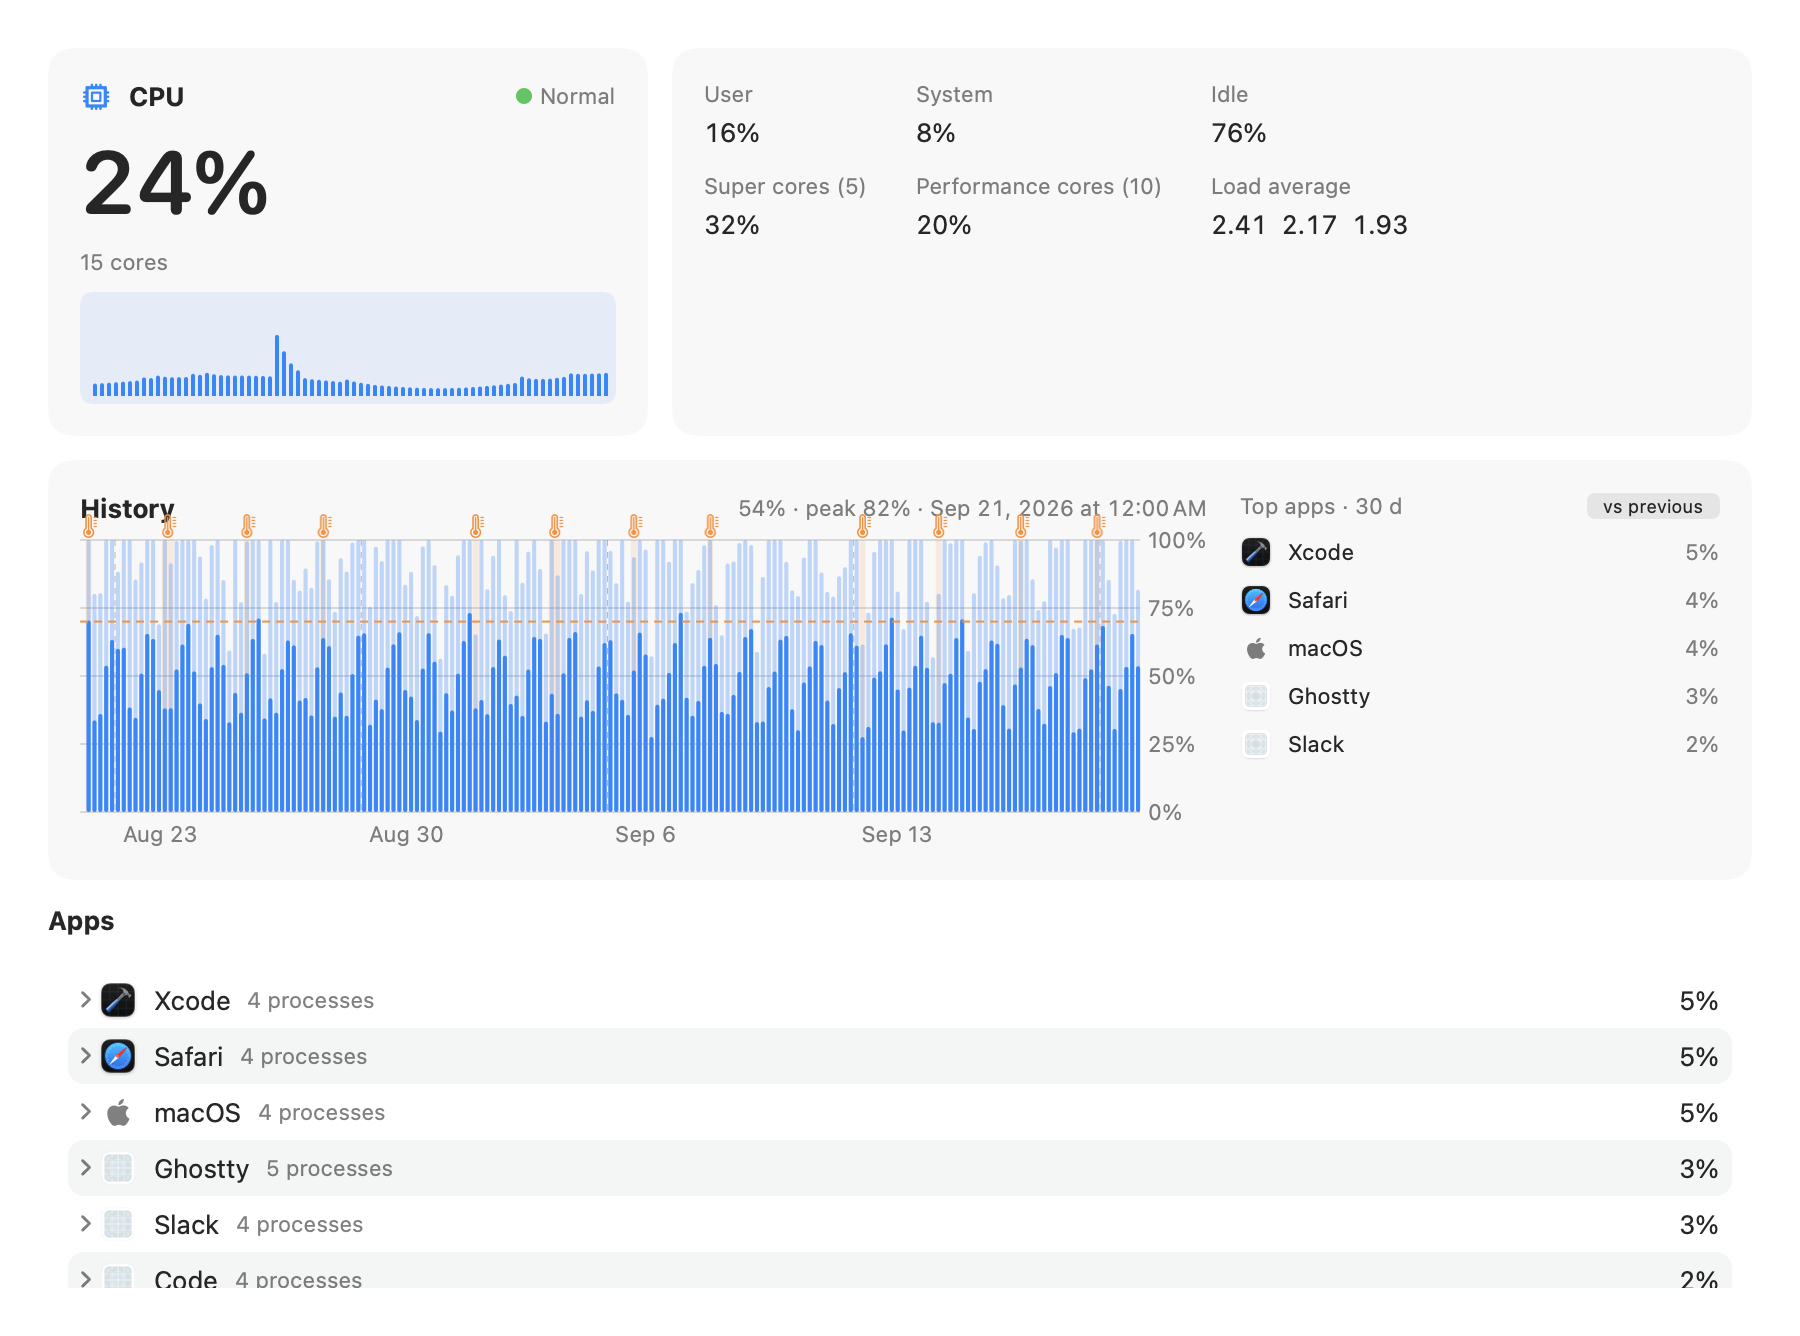 CPU
Normal
24%
15 cores
User
System
Idle
16%
8%
76%
Super cores (5)
Performance cores (10)
Load average
32%
20%
2.41 2.17 1.93
History
54% · peak 82% · Sep 21, 2026 at 12:00 AM
100%
75%
50%
25%
0%
Aug 23
Aug 30
Sep 6
Sep 13
Top apps · 30 d
vs previous
Xcode 5%
Safari 4%
macOS 4%
Ghostty 3%
Slack 2%
Apps
Xcode 4 processes 5%
Safari 4 processes 5%
macOS 4 processes 5%
Ghostty 5 processes 3%
Slack 4 processes 3%
Code 4 processes 2%